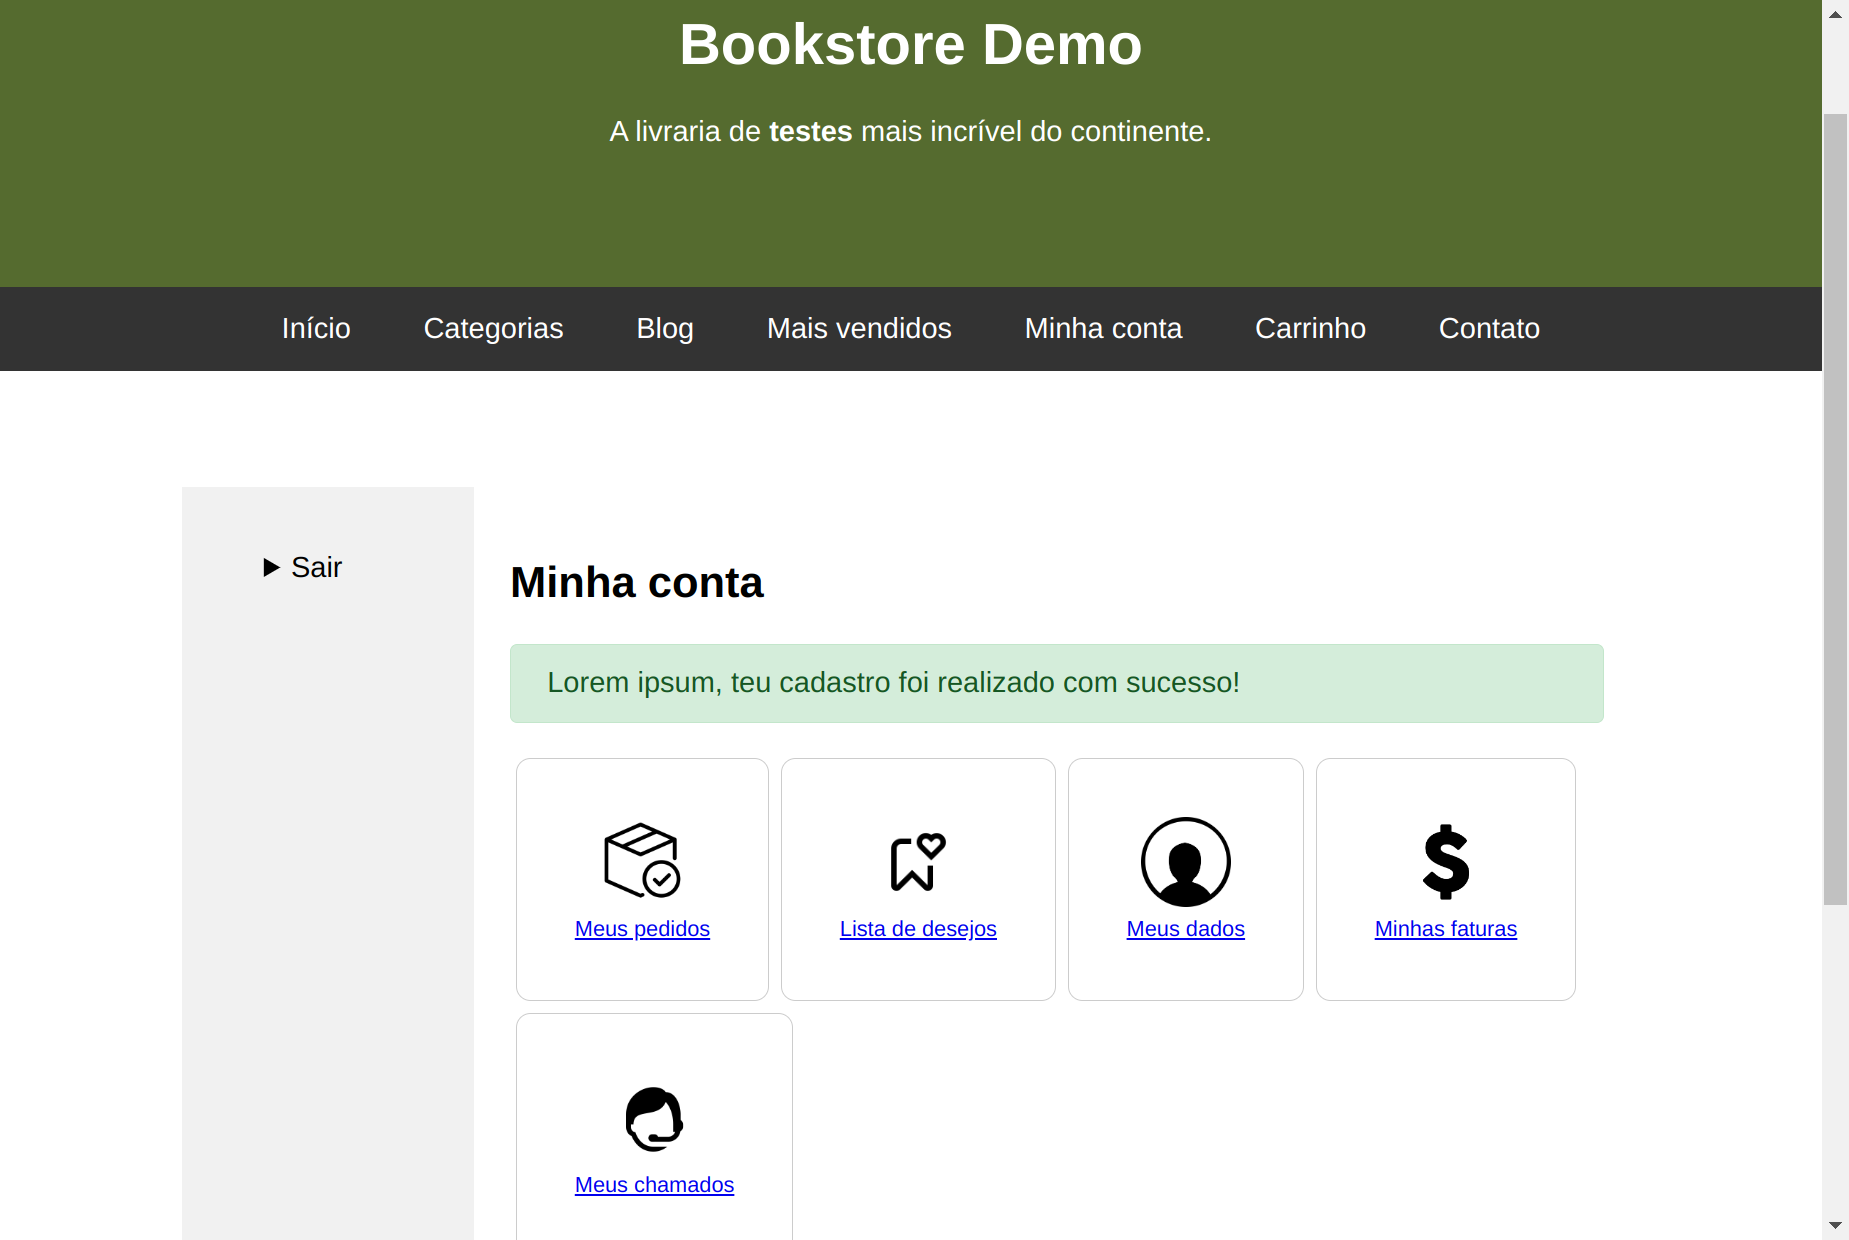 Bookstore Demo
A livraria de testes mais incrível do continente.
Início Categorias Blog Mais vendidos Minha conta Carrinho Contato
Sair
Minha conta
Lorem ipsum, teu cadastro foi realizado com sucesso!
Meus pedidos Lista de desejos Meus dados Minhas faturas
Meus chamados